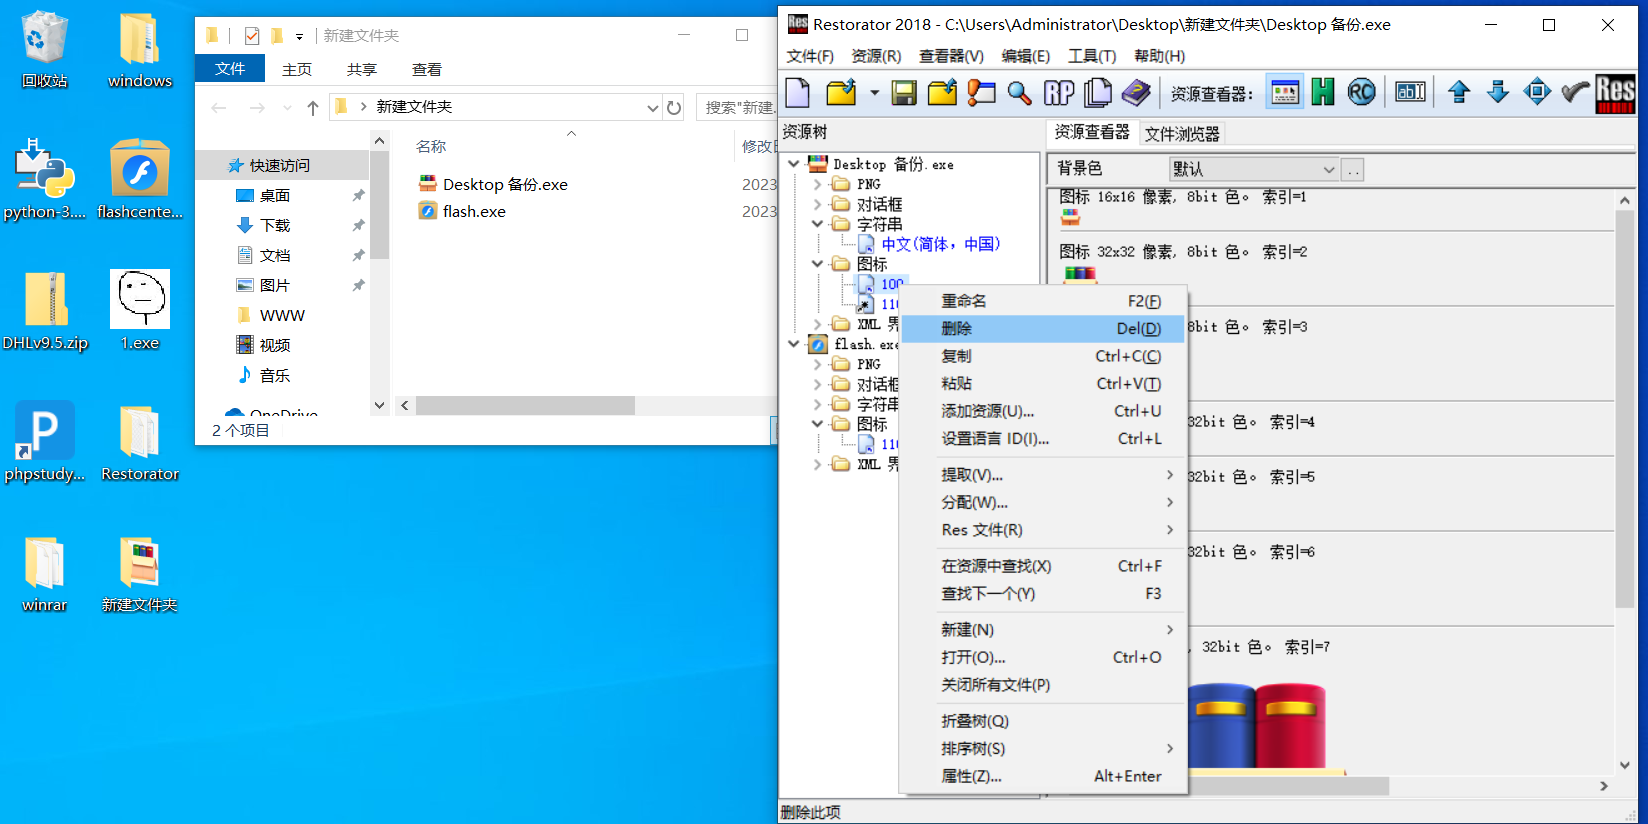 回收站
windows
python-3....
flashcente...
DHLv9.5.zip
1.exe
phpstudy...
Restorator
winrar
新建文件夹
新建文件夹
文件 主页 共享 查看
新建文件夹
搜索"新建
名称 修改日
快速访问
桌面
下载
文档
图片
WWW
视频
音乐
OneDrive
Desktop 备份.exe 2023
flash.exe 2023
2 个项目
Restorator 2018 - C:\Users\Administrator\Desktop\新建文件夹\Desktop 备份.exe
文件(F) 资源(R) 查看器(V) 编辑(E) 工具(T) 帮助(H)
RP 资源查看器: H RC abI Res
资源树
资源查看器 文件浏览器
Desktop 备份.exe
PNG
对话框
字符串
中文(简体，中国)
图标
100
110
XML 界
flash.exe
PNG
对话框
字符串
图标
110
XML 界
背景色 默认 ..
图标 16x16 像素, 8bit 色。 索引=1
图标 32x32 像素, 8bit 色。 索引=2
8bit 色。 索引=3
32bit 色。 索引=4
32bit 色。 索引=5
32bit 色。 索引=6
, 32bit 色。 索引=7
重命名 F2(F)
删除 Del(D)
复制 Ctrl+C(C)
粘贴 Ctrl+V(T)
添加资源(U)... Ctrl+U
设置语言 ID(I)... Ctrl+L
提取(V)...
分配(W)...
Res 文件(R)
在资源中查找(X) Ctrl+F
查找下一个(Y) F3
新建(N)
打开(O)... Ctrl+O
关闭所有文件(P)
折叠树(Q)
排序树(S)
属性(Z)... Alt+Enter
删除此项